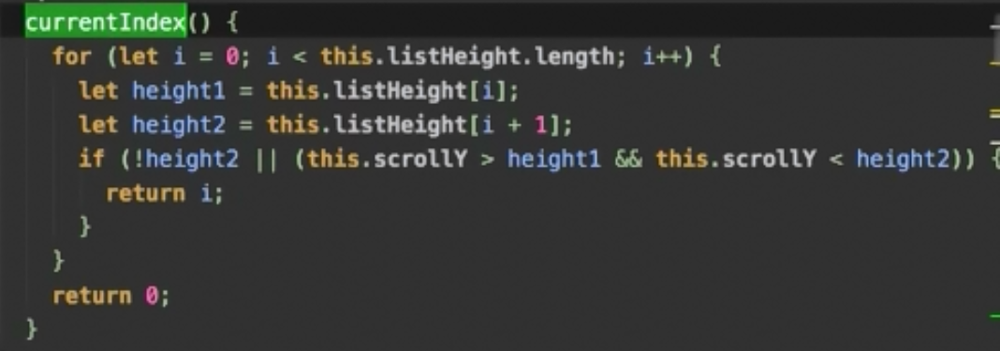 currentIndex() {
for (let i = 0; i < this.listHeight.length; i++) {
let height1 = this.listHeight[i];
let height2 = this.listHeight[i + 1];
if (!height2 || (this.scrollY > height1 && this.scrollY < height2)) {
return i;
}
}
return 0;
}